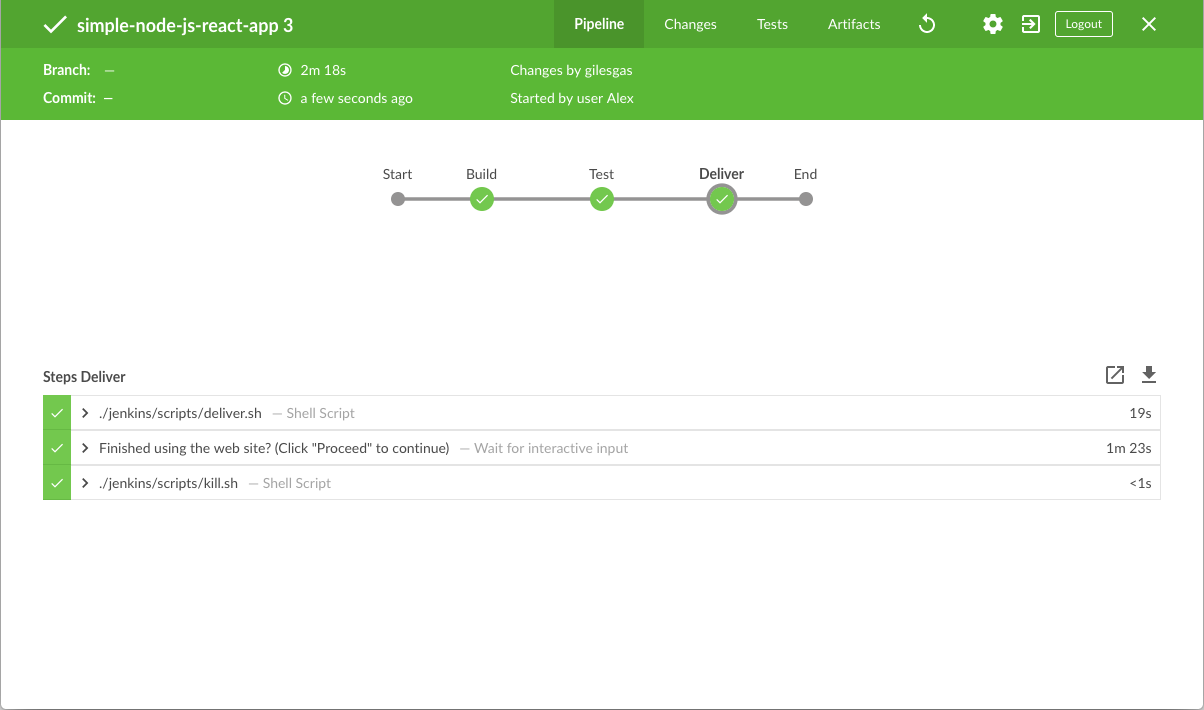 simple-node-js-react-app 3
Pipeline Changes Tests Artifacts Logout
Branch: — 2m 18s Changes by gilesgas
Commit: — a few seconds ago Started by user Alex
Start Build Test Deliver End
Steps Deliver
./jenkins/scripts/deliver.sh — Shell Script 19s
Finished using the web site? (Click "Proceed" to continue) — Wait for interactive input 1m 23s
./jenkins/scripts/kill.sh — Shell Script <1s